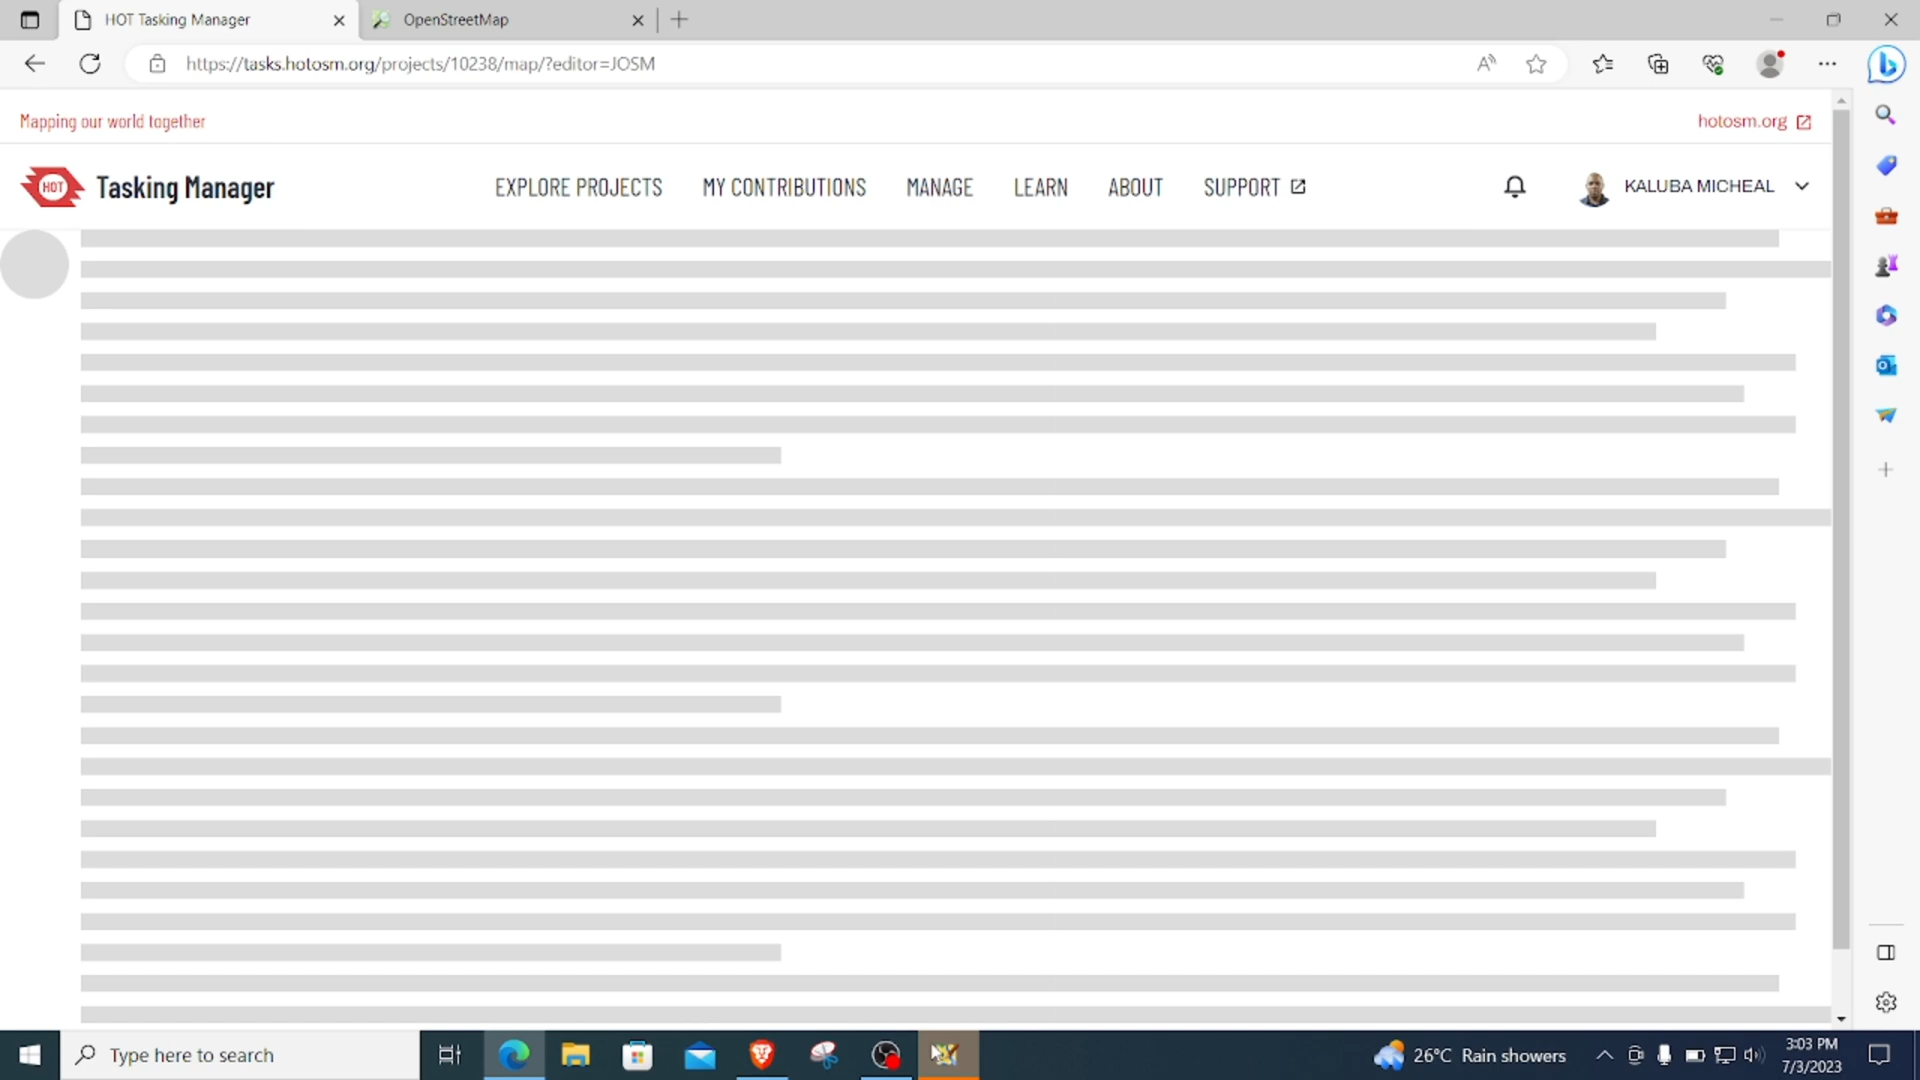 HOT Tasking Manager
OpenStreetMap
https://tasks.hotosm.org/projects/10238/map/?editor=JOSM
Mapping our world together
hotosm.org
HOT
Tasking Manager
EXPLORE PROJECTS
MY CONTRIBUTIONS
MANAGE
LEARN
ABOUT
SUPPORT
KALUBA MICHEAL
Type here to search
26°C Rain showers
3:03 PM
7/3/2023